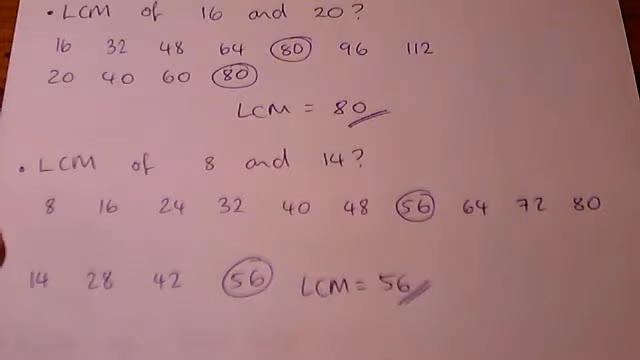 • LCM of 16 and 20?
16 32 48 64 80 96 112
20 40 60 80
LCM = 80
• LCM of 8 and 14?
8 16 24 32 40 48 56 64 72 80
14 28 42 56 LCM = 56